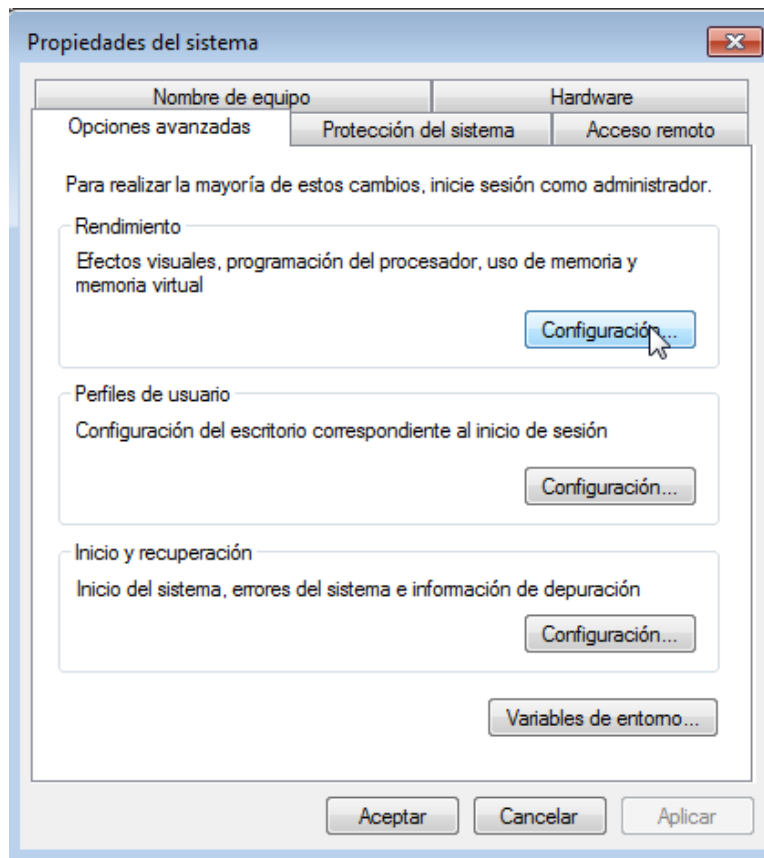 Propiedades del sistema
Nombre de equipo
Hardware
Opciones avanzadas
Protección del sistema
Acceso remoto
Para realizar la mayoría de estos cambios, inicie sesión como administrador.
Rendimiento
Efectos visuales, programación del procesador, uso de memoria y
memoria virtual
Configuración...
Perfiles de usuario
Configuración del escritorio correspondiente al inicio de sesión
Configuración...
Inicio y recuperación
Inicio del sistema, errores del sistema e información de depuración
Configuración...
Variables de entorno...
Aceptar
Cancelar
Aplicar